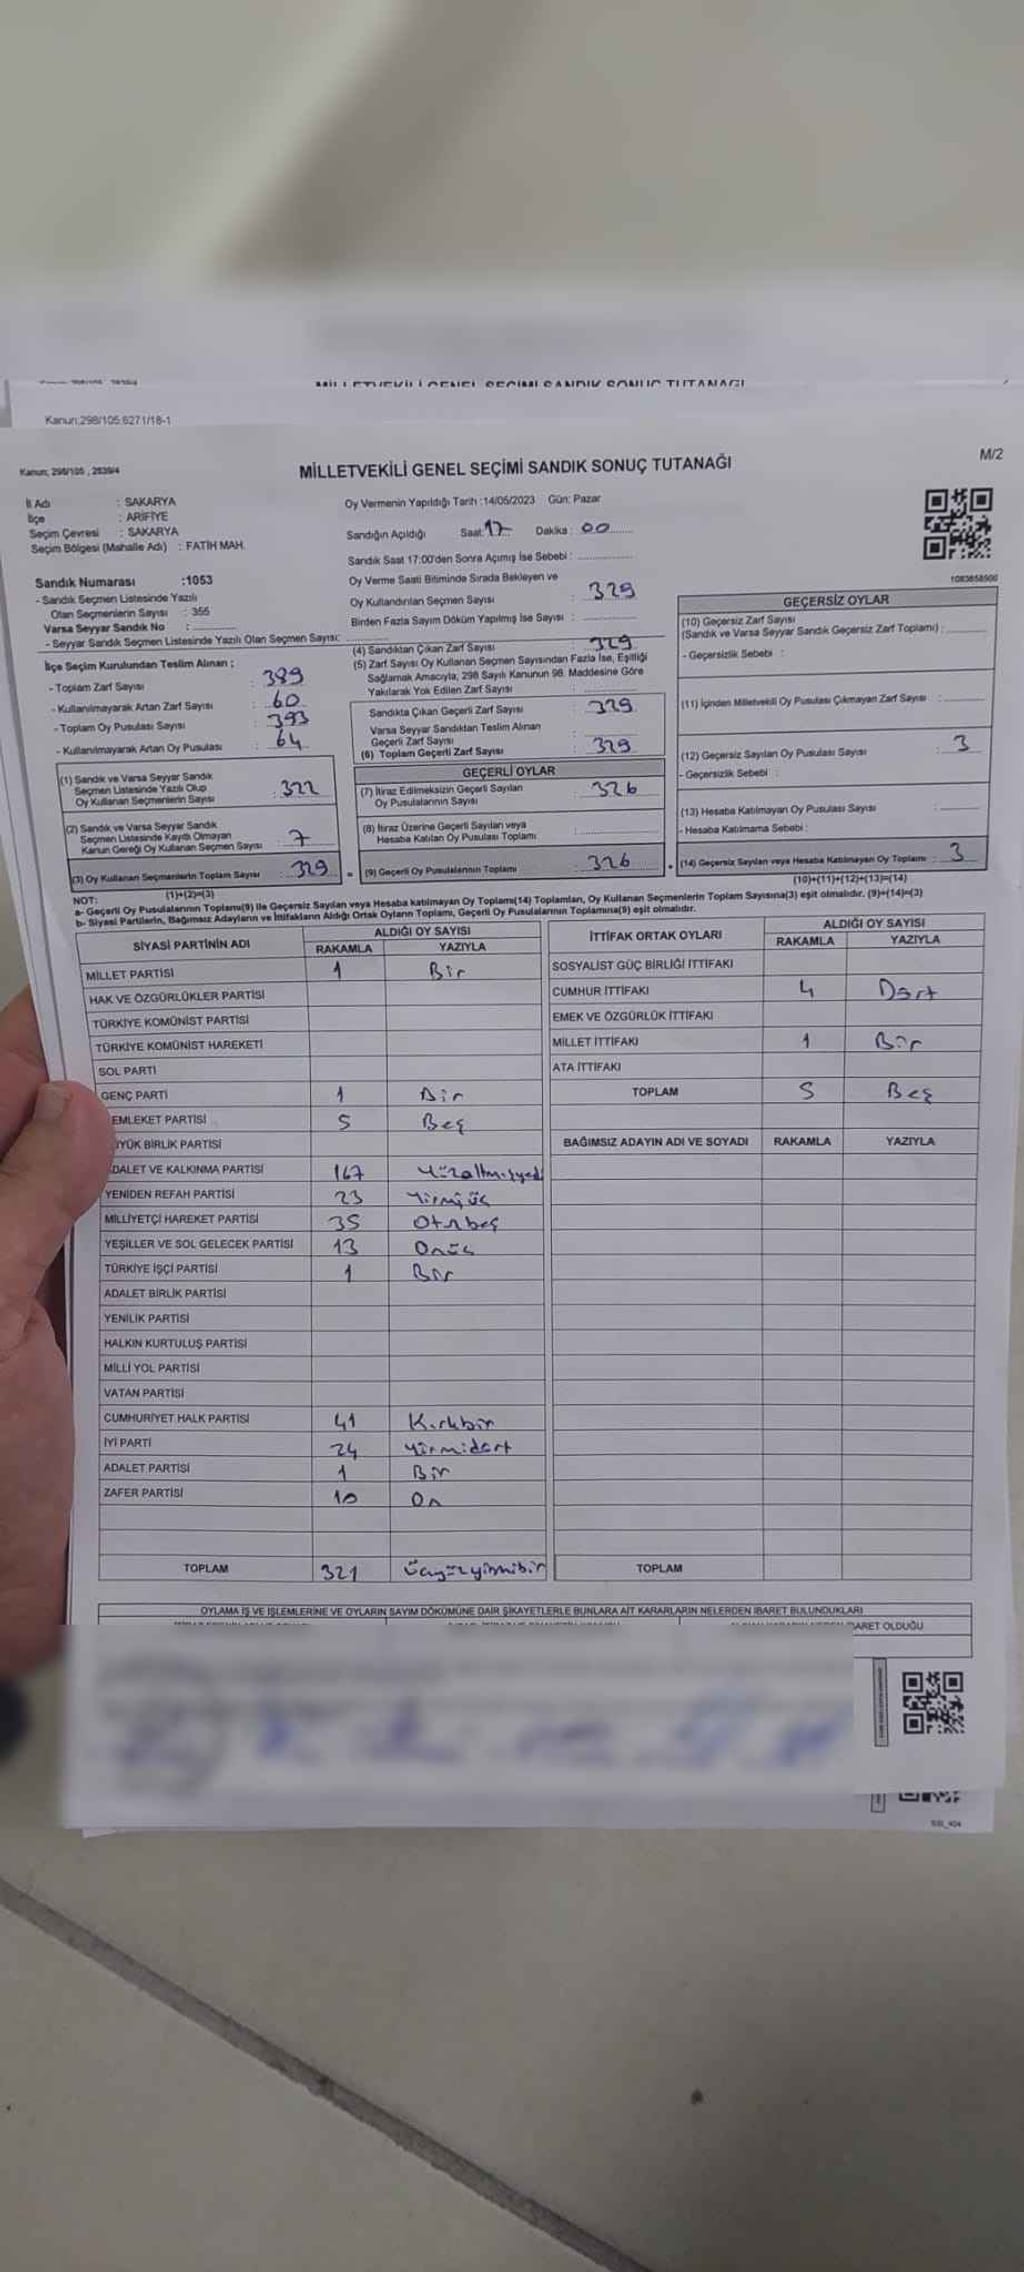 MİLLETVEKİLİ GENEL SEÇİMİ SANDIK SONUÇ TUTANAĞI
Kanun;298/105;6271/18-1
Kanun; 298/105 , 2839/4
MİLLETVEKİLİ GENEL SEÇİMİ SANDIK SONUÇ TUTANAĞI
M/2
İl Adı : SAKARYA
İlçe : ARİFİYE
Seçim Çevresi : SAKARYA
Seçim Bölgesi (Mahalle Adı) : FATİH MAH.
Oy Vermenin Yapıldığı Tarih :14/05/2023 Gün: Pazar
Sandığın Açıldığı Saat: 17 Dakika : 00
Sandık Saat 17:00'den Sonra Açımış İse Sebebi :
Oy Verme Saati Bitiminde Sırada Bekleyen ve
Oy Kullandırılan Seçmen Sayısı : 329
Birden Fazla Sayım Döküm Yapılmış İse Sayısı :
Sandık Numarası :1053
- Sandık Seçmen Listesinde Yazılı
Olan Seçmenlerin Sayısı : 355
Varsa Seyyar Sandık No :
- Seyyar Sandık Seçmen Listesinde Yazılı Olan Seçmen Sayısı:
İlçe Seçim Kurulundan Teslim Alınan ;
- Toplam Zarf Sayısı : 389
- Kullanılmayarak Artan Zarf Sayısı : 60
- Toplam Oy Pusulası Sayısı : 393
- Kullanılmayarak Artan Oy Pusulası : 64
(1) Sandık ve Varsa Seyyar Sandık
Seçmen Listesinde Yazılı Olup
Oy Kullanan Seçmenlerin Sayısı : 322
(2) Sandık ve Varsa Seyyar Sandık
Seçmen Listesinde Kayıtlı Olmayan
Kanun Gereği Oy Kullanan Seçmen Sayısı : 7
(3) Oy Kullanan Seçmenlerin Toplam Sayısı : 329
(1)+(2)=(3)
(4) Sandıktan Çıkan Zarf Sayısı : 329
(5) Zarf Sayısı Oy Kullanan Seçmen Sayısından Fazla İse, Eşitliği
Sağlamak Amacıyla; 298 Sayılı Kanunun 98. Maddesine Göre
Yakılarak Yok Edilen Zarf Sayısı :
Sandıkta Çıkan Geçerli Zarf Sayısı : 329
Varsa Seyyar Sandıktan Teslim Alınan
Geçerli Zarf Sayısı :
(6) Toplam Geçerli Zarf Sayısı : 329
GEÇERLİ OYLAR
(7) İtiraz Edilmeksizin Geçerli Sayılan
Oy Pusulalarının Sayısı : 326
(8) İtiraz Üzerine Geçerli Sayılan veya
Hesaba Katılan Oy Pusulası Toplamı :
= (9) Geçerli Oy Pusulalarının Toplamı : 326
1083858500
GEÇERSİZ OYLAR
(10) Geçersiz Zarf Sayısı
(Sandık ve Varsa Seyyar Sandık Geçersiz Zarf Toplamı) :
- Geçersizlik Sebebi :
(11) İçinden Milletvekili Oy Pusulası Çıkmayan Zarf Sayısı :
(12) Geçersiz Sayılan Oy Pusulası Sayısı : 3
- Geçersizlik Sebebi :
(13) Hesaba Katılmayan Oy Pusulası Sayısı :
- Hesaba Katılmama Sebebi :
(14) Geçersiz Sayılan veya Hesaba Katılmayan Oy Toplamı : 3
(10)+(11)+(12)+(13)=(14)
NOT:
a- Geçerli Oy Pusulalarının Toplamı(9) ile Geçersiz Sayılan veya Hesaba katılmayan Oy Toplamı(14) Toplamları, Oy Kullanan Seçmenlerin Toplam Sayısına(3) eşit olmalıdır. (9)+(14)=(3)
b- Siyasi Partilerin, Bağımsız Adayların ve İttifakların Aldığı Ortak Oyların Toplamı, Geçerli Oy Pusulalarının Toplamına(9) eşit olmalıdır.
SİYASİ PARTİNİN ADI ALDIĞI OY SAYISI
RAKAMLA YAZIYLA
MİLLET PARTİSİ 1 Bir
HAK VE ÖZGÜRLÜKLER PARTİSİ
TÜRKİYE KOMÜNİST PARTİSİ
TÜRKİYE KOMÜNİST HAREKETİ
SOL PARTİ
GENÇ PARTİ 1 Bir
EMLEKET PARTİSİ 5 Beş
YÜK BİRLİK PARTİSİ
DALET VE KALKINMA PARTİSİ 167 Yüzaltmışyedi
YENİDEN REFAH PARTİSİ 23 Yirmiüç
MİLLİYETÇİ HAREKET PARTİSİ 35 Otuzbeş
YEŞİLLER VE SOL GELECEK PARTİSİ 13 Onüç
TÜRKİYE İŞÇİ PARTİSİ 1 Bir
ADALET BİRLİK PARTİSİ
YENİLİK PARTİSİ
HALKIN KURTULUŞ PARTİSİ
MİLLİ YOL PARTİSİ
VATAN PARTİSİ
CUMHURİYET HALK PARTİSİ 41 Kırkbir
İYİ PARTİ 24 Yirmidört
ADALET PARTİSİ 1 Bir
ZAFER PARTİSİ 10 On
TOPLAM 321 Üçyüzyirmibir
İTTİFAK ORTAK OYLARI ALDIĞI OY SAYISI
RAKAMLA YAZIYLA
SOSYALİST GÜÇ BİRLİĞİ İTTİFAKI
CUMHUR İTTİFAKI 4 Dört
EMEK VE ÖZGÜRLÜK İTTİFAKI
MİLLET İTTİFAKI 1 Bir
ATA İTTİFAKI
TOPLAM 5 Beş
BAĞIMSIZ ADAYIN ADI VE SOYADI RAKAMLA YAZIYLA
TOPLAM
OYLAMA İŞ VE İŞLEMLERİNE VE OYLARIN SAYIM DÖKÜMÜNE DAİR ŞİKAYETLERLE BUNLARA AİT KARARLARIN NELERDEN İBARET BULUNDUKLARI
BARET OLDUĞU